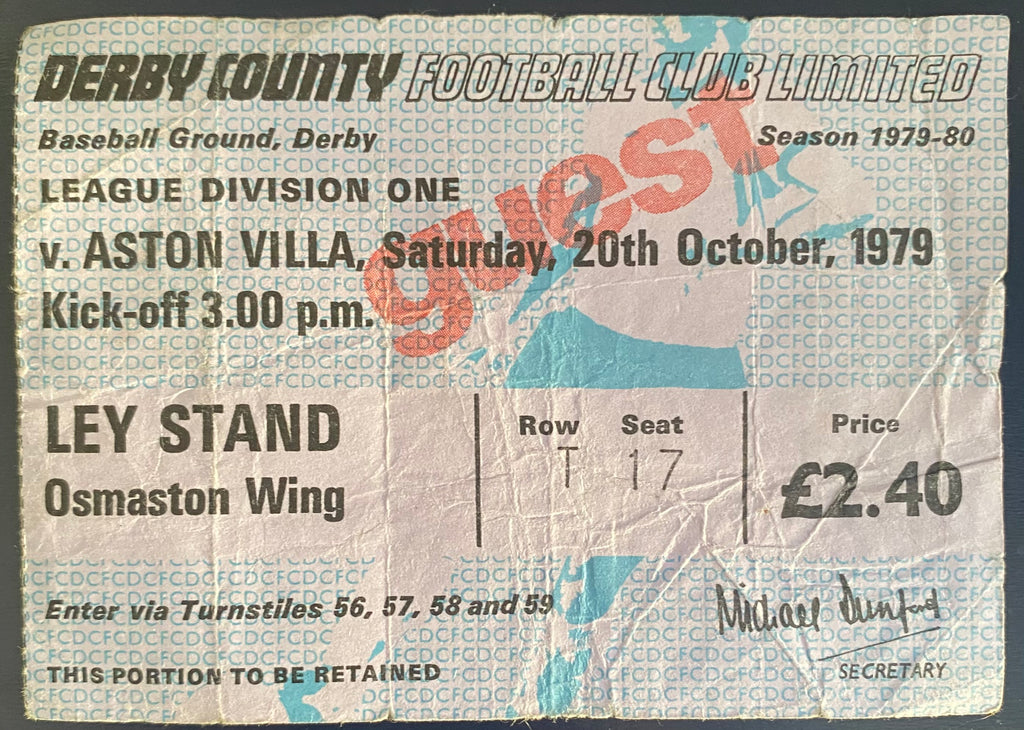 DERBY COUNTY FOOTBALL CLUB LIMITED
Baseball Ground, Derby
Season 1979-80
LEAGUE DIVISION ONE
guest
v. ASTON VILLA, Saturday, 20th October, 1979
Kick-off 3.00 p.m.
LEY STAND
Osmaston Wing
Row Seat
T 17
Price
£2.40
Enter via Turnstiles 56, 57, 58 and 59
Michael Dunford
SECRETARY
THIS PORTION TO BE RETAINED